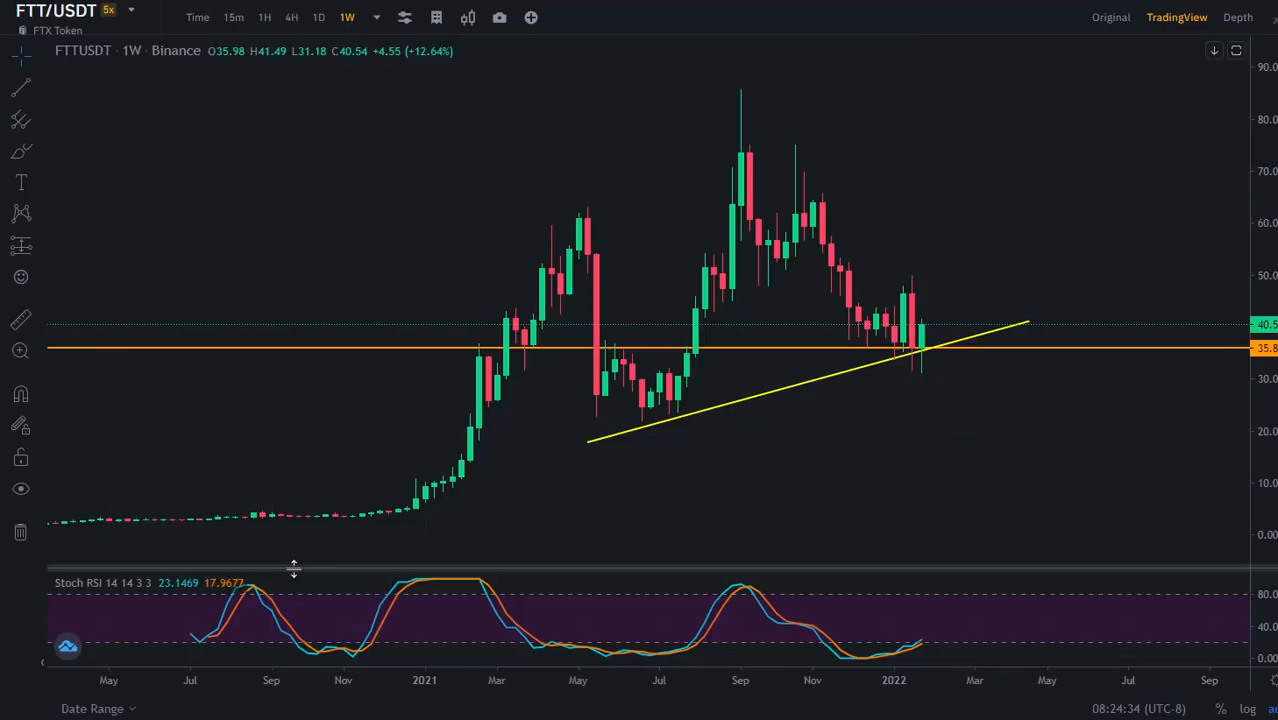 FTT/USDT 5x
FTX Token
Time 15m 1H 4H 1D 1W
Original TradingView Depth
FTTUSDT · 1W · Binance O35.98 H41.49 L31.18 C40.54 +4.55 (+12.64%)
90.0
80.0
70.0
60.0
50.0
40.5
35.8
30.0
20.0
10.0
0.00
Stoch RSI 14 14 3 3 23.1469 17.9677
80.0
40.0
0.00
May Jul Sep Nov 2021 Mar May Jul Sep Nov 2022 Mar May Jul Sep
Date Range 08:24:34 (UTC-8) % log au